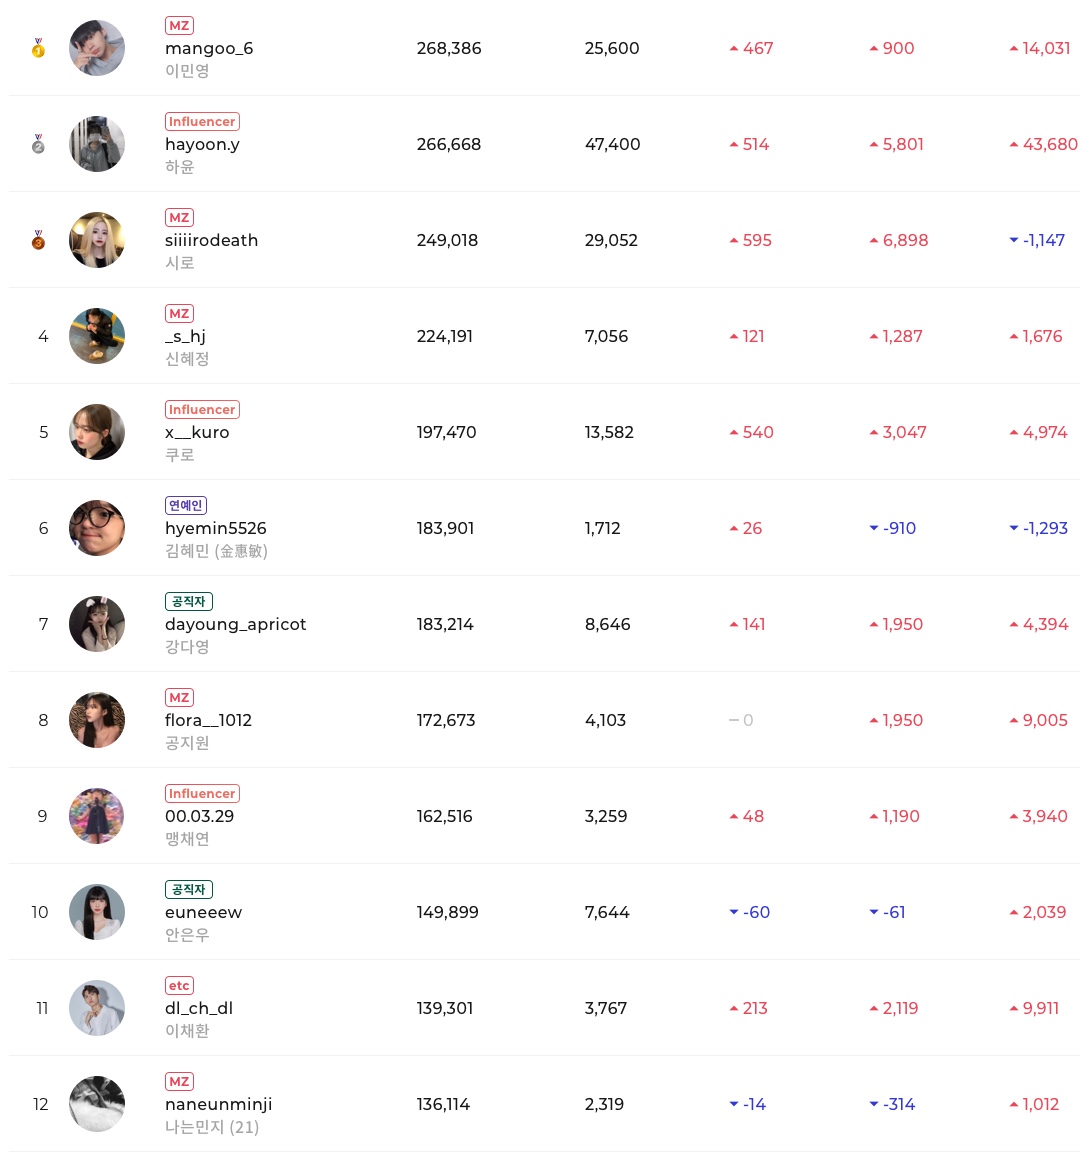 1
MZ
mangoo_6
이민영
268,386
25,600
467
900
14,031
2
Influencer
hayoon.y
하윤
266,668
47,400
514
5,801
43,680
3
MZ
siiiirodeath
시로
249,018
29,052
595
6,898
-1,147
4
MZ
_s_hj
신혜정
224,191
7,056
121
1,287
1,676
5
Influencer
x__kuro
쿠로
197,470
13,582
540
3,047
4,974
6
연예인
hyemin5526
김혜민 (金惠敏)
183,901
1,712
26
-910
-1,293
7
공직자
dayoung_apricot
강다영
183,214
8,646
141
1,950
4,394
8
MZ
flora__1012
공지원
172,673
4,103
0
1,950
9,005
9
Influencer
00.03.29
맹채연
162,516
3,259
48
1,190
3,940
10
공직자
euneeew
안은우
149,899
7,644
-60
-61
2,039
11
etc
dl_ch_dl
이채환
139,301
3,767
213
2,119
9,911
12
MZ
naneunminji
나는민지 (21)
136,114
2,319
-14
-314
1,012